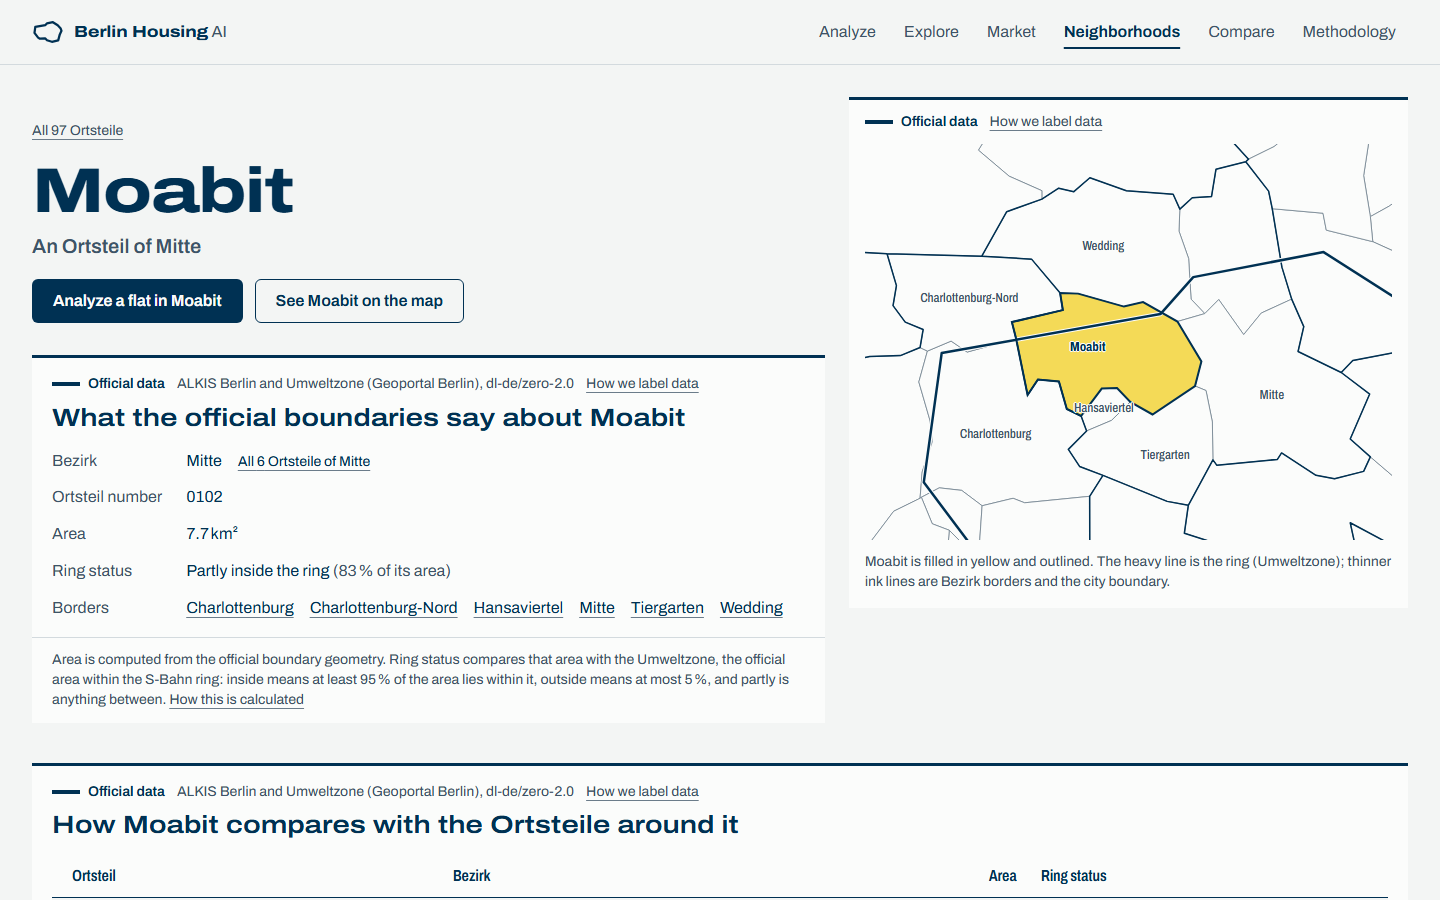 Berlin Housing AI
Analyze Explore Market Neighborhoods Compare Methodology
All 97 Ortsteile
Moabit
An Ortsteil of Mitte
Analyze a flat in Moabit See Moabit on the map
Official data ALKIS Berlin and Umweltzone (Geoportal Berlin), dl-de/zero-2.0 How we label data
What the official boundaries say about Moabit
Bezirk Mitte All 6 Ortsteile of Mitte
Ortsteil number 0102
Area 7.7 km²
Ring status Partly inside the ring (83 % of its area)
Borders Charlottenburg Charlottenburg-Nord Hansaviertel Mitte Tiergarten Wedding
Area is computed from the official boundary geometry. Ring status compares that area with the Umweltzone, the official
area within the S-Bahn ring: inside means at least 95 % of the area lies within it, outside means at most 5 %, and partly is
anything between. How this is calculated
Official data How we label data
Wedding
Charlottenburg-Nord
Moabit
Mitte
Hansaviertel
Charlottenburg
Tiergarten
Moabit is filled in yellow and outlined. The heavy line is the ring (Umweltzone); thinner
ink lines are Bezirk borders and the city boundary.
Official data ALKIS Berlin and Umweltzone (Geoportal Berlin), dl-de/zero-2.0 How we label data
How Moabit compares with the Ortsteile around it
Ortsteil Bezirk Area Ring status